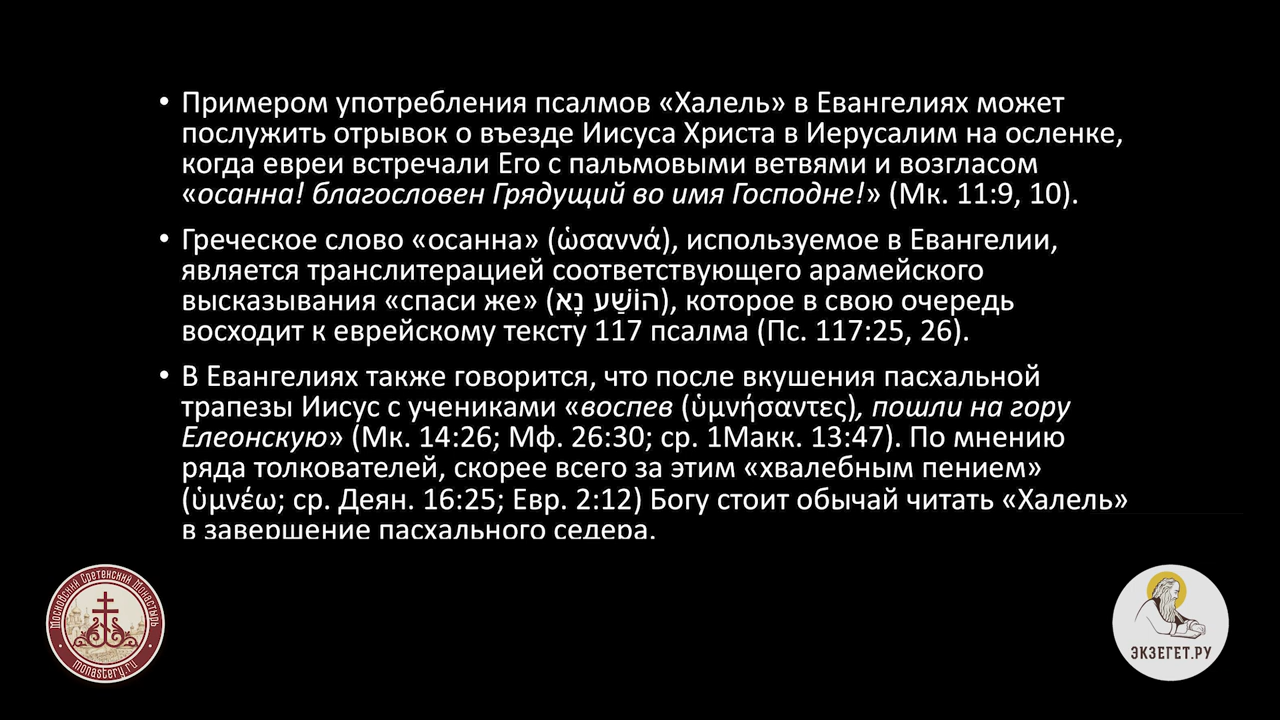 • Примером употребления псалмов «Халель» в Евангелиях может
послужить отрывок о въезде Иисуса Христа в Иерусалим на осленке,
когда евреи встречали Его с пальмовыми ветвями и возгласом
«осанна! благословен Грядущий во имя Господне!» (Мк. 11:9, 10).
• Греческое слово «осанна» (ὡσαννά), используемое в Евангелии,
является транслитерацией соответствующего арамейского
высказывания «спаси же» (הוֹשַׁע נָא), которое в свою очередь
восходит к еврейскому тексту 117 псалма (Пс. 117:25, 26).
• В Евангелиях также говорится, что после вкушения пасхальной
трапезы Иисус с учениками «воспев (ὑμνήσαντες), пошли на гору
Елеонскую» (Мк. 14:26; Мф. 26:30; ср. 1Макк. 13:47). По мнению
ряда толкователей, скорее всего за этим «хвалебным пением»
(ὑμνέω; ср. Деян. 16:25; Евр. 2:12) Богу стоит обычай читать «Халель»
в завершение пасхального седера.
Московский Сретенский Монастырь
monastery.ru
ЭКЗЕГЕТ.РУ